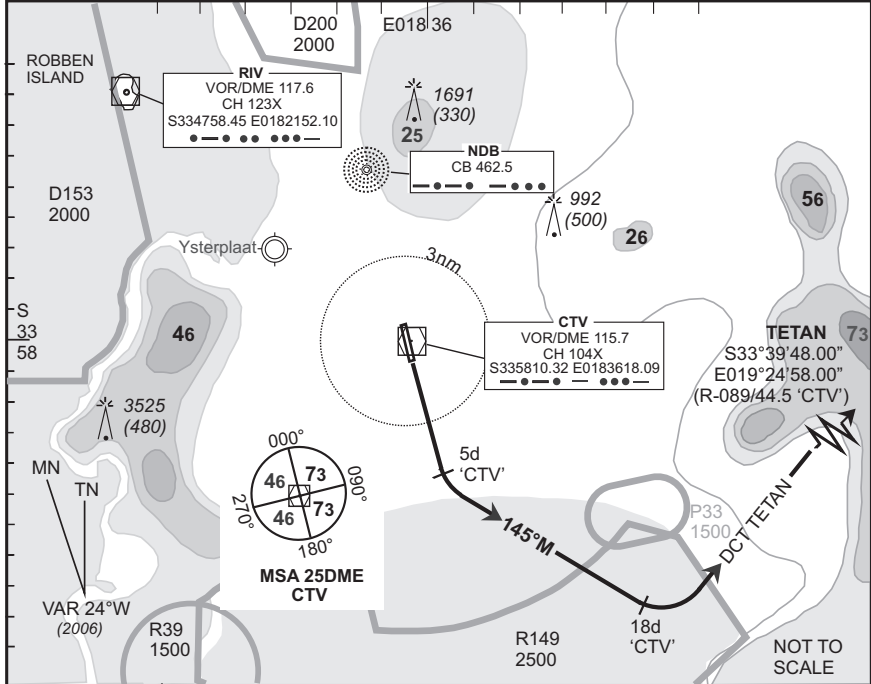 D200
2000
E018 36
ROBBEN
ISLAND
RIV
VOR/DME 117.6
CH 123X
S334758.45 E0182152.10
1691
(330)
25
NDB
CB 462.5
D153
2000
992
(500)
56
26
Ysterplaat
3nm
S
33
58
46
CTV
VOR/DME 115.7
CH 104X
S335810.32 E0183618.09
TETAN
S33°39'48.00”
E019°24'58.00”
(R-089/44.5 ‘CTV’)
73
3525
(480)
000°
090°
180°
270°
46
73
46
73
MSA 25DME
CTV
5d
‘CTV’
145°M
P33
1500
DCT TETAN
MN
TN
VAR 24°W
(2006)
18d
‘CTV’
R39
1500
R149
2500
NOT TO
SCALE